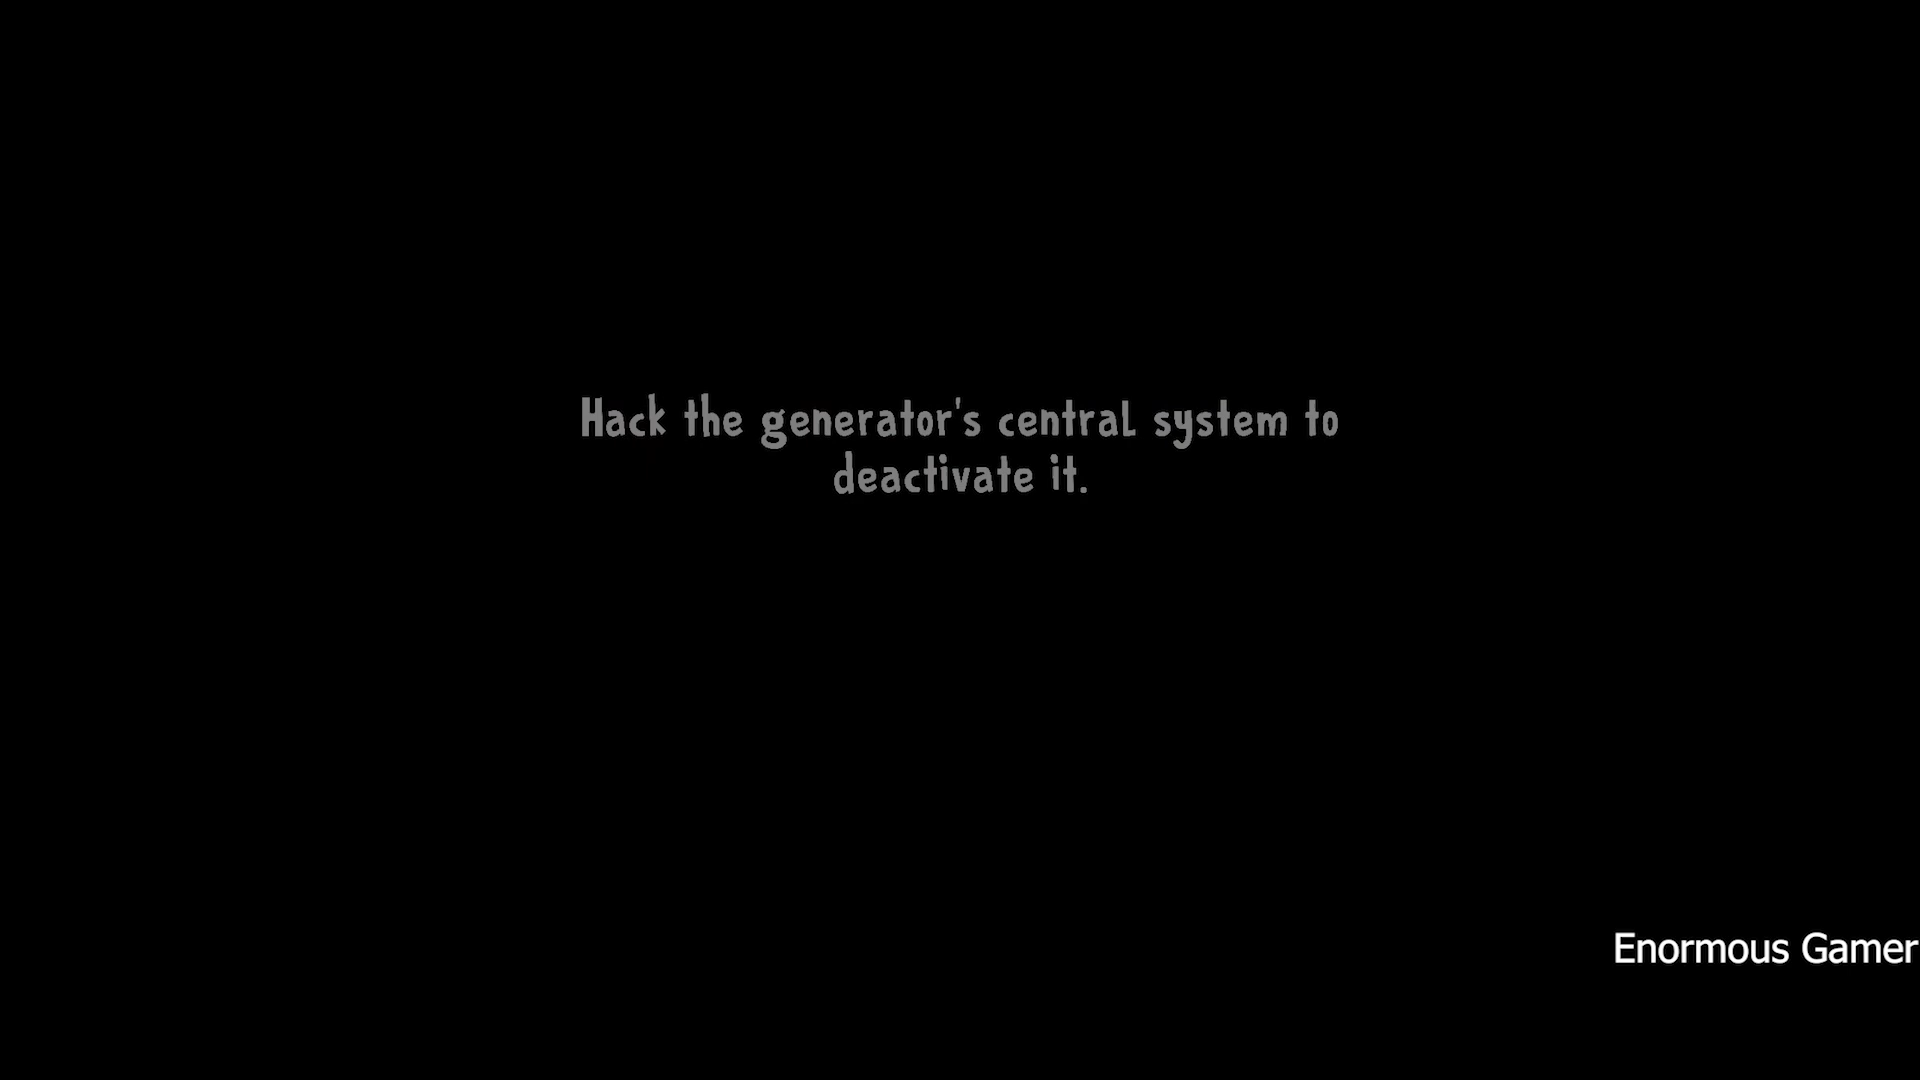 Hack the generator's central system to
deactivate it.
Enormous Gamer